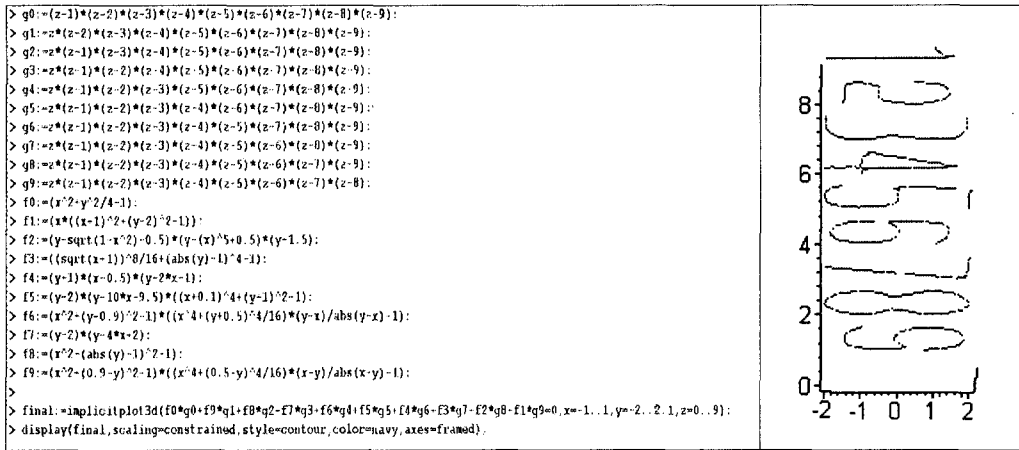 > g0:=(z-1)*(z-2)*(z-3)*(z-4)*(z-5)*(z-6)*(z-7)*(z-8)*(z-9):
> g1:=z*(z-2)*(z-3)*(z-4)*(z-5)*(z-6)*(z-7)*(z-8)*(z-9):
> g2:=z*(z-1)*(z-3)*(z-4)*(z-5)*(z-6)*(z-7)*(z-8)*(z-9):
> g3:=z*(z-1)*(z-2)*(z-4)*(z-5)*(z-6)*(z-7)*(z-8)*(z-9):
> g4:=z*(z-1)*(z-2)*(z-3)*(z-5)*(z-6)*(z-7)*(z-8)*(z-9):
> g5:=z*(z-1)*(z-2)*(z-3)*(z-4)*(z-6)*(z-7)*(z-8)*(z-9):
> g6:=z*(z-1)*(z-2)*(z-3)*(z-4)*(z-5)*(z-7)*(z-8)*(z-9):
> g7:=z*(z-1)*(z-2)*(z-3)*(z-4)*(z-5)*(z-6)*(z-8)*(z-9):
> g8:=z*(z-1)*(z-2)*(z-3)*(z-4)*(z-5)*(z-6)*(z-7)*(z-9):
> g9:=z*(z-1)*(z-2)*(z-3)*(z-4)*(z-5)*(z-6)*(z-7)*(z-8):
> f0:=(x^2+y^2/4-1):
> f1:=(x*((x+1)^2+(y-2)^2-1)):
> f2:=(y-sqrt(1-x^2)-0.5)*(y-(x)^5+0.5)*(y+1.5):
> f3:=((sqrt(x-1))^8/16+(abs(y)-1)^4-1):
> f4:=(y+1)*(x-0.5)*(y-2*x-1):
> f5:=(y-2)*(y-10*x-9.5)*((x+0.1)^4+(y+1)^2-1):
> f6:=(x^2+(y+0.9)^2-1)*((x^4+(y+0.5)^4/16)*(y-x)/abs(y-x)-1):
> f7:=(y-2)*(y-4*x+2):
> f8:=(x^2+(abs(y)-1)^2-1):
> f9:=(x^2+(0.9-y)^2-1)*((x^4+(0.5-y)^4/16)*(x-y)/abs(x-y)-1):
>
> final:=implicitplot3d(f0*g0+f9*g1+f8*g2-f7*g3+f6*g4+f5*g5+f4*g6-f3*g7-f2*g8-f1*g9=0,x=-1..1,y=-2..2.1,z=0..9):
> display(final,scaling=constrained,style=contour,color=navy,axes=framed);
8
6
4
2
0
-2 -1 0 1 2